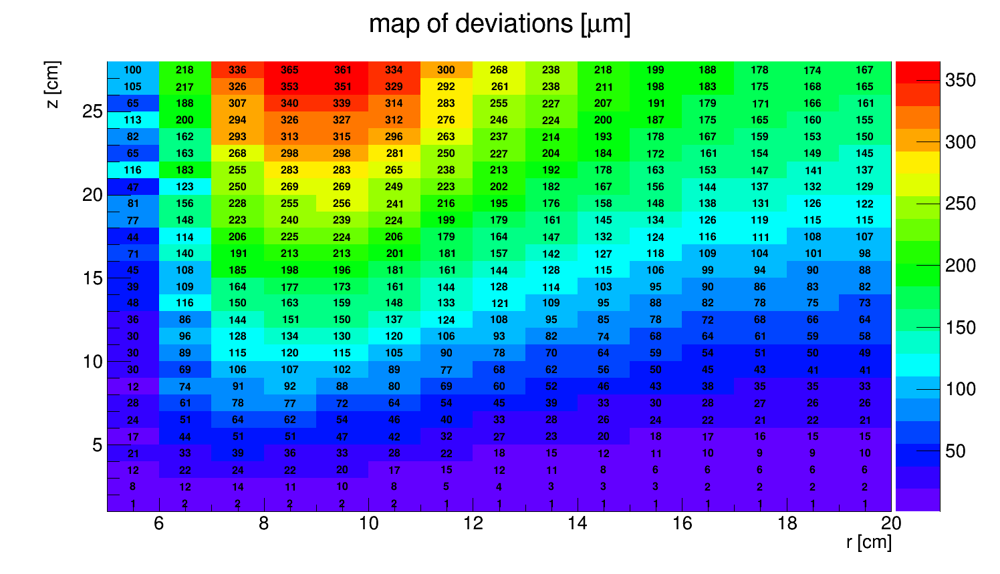 map of deviations [μm]
z [cm]
100 218 336 365 361 334 300 268 238 218 199 188 178 174 167
350
105 217 326 353 351 329 292 261 238 211 198 183 175 168 165
65 188 307 340 339 314 283 255 227 207 191 179 171 166 161
25
113 200 294 326 327 312 276 246 224 200 187 175 165 160 155
82 162 293 313 315 296 263 237 214 193 178 167 159 153 150
300
65 163 268 298 298 281 250 227 204 184 172 161 154 149 145
116 183 255 283 283 265 238 213 192 178 163 153 147 141 137
47 123 250 269 269 249 223 202 182 167 156 144 137 132 129
20
81 156 228 255 256 241 216 195 176 158 148 138 131 126 122
250
77 148 223 240 239 224 199 179 161 145 134 126 119 115 115
44 114 206 225 224 206 179 164 147 132 124 116 111 108 107
71 140 191 213 213 201 181 157 142 127 118 109 104 101 98
200
45 108 185 198 196 181 161 144 128 115 106 99 94 90 88
15
39 109 164 177 173 161 144 128 114 103 95 90 86 83 82
48 116 150 163 159 148 133 121 109 95 88 82 78 75 73
36 86 144 151 150 137 124 108 95 85 78 72 68 66 64
150
30 96 128 134 130 120 106 93 82 74 68 64 61 59 58
30 89 115 120 115 105 90 78 70 64 59 54 51 50 49
10
30 69 106 107 102 89 77 68 62 56 50 45 43 41 41
12 74 91 92 88 80 69 60 52 46 43 38 35 35 33
100
28 61 78 77 72 64 54 45 39 33 30 28 27 26 26
24 51 64 62 54 46 40 33 28 26 24 22 21 22 21
17 44 51 51 47 42 32 27 23 20 18 17 16 15 15
5
21 33 39 36 33 28 22 18 15 12 11 10 9 9 10
50
12 22 24 22 20 17 15 12 11 8 6 6 6 6 6
8 12 14 11 10 8 5 4 3 3 3 2 2 2 2
1 2 2 2 2 2 1 1 1 1 1 1 1 1 1
6 8 10 12 14 16 18 20
r [cm]